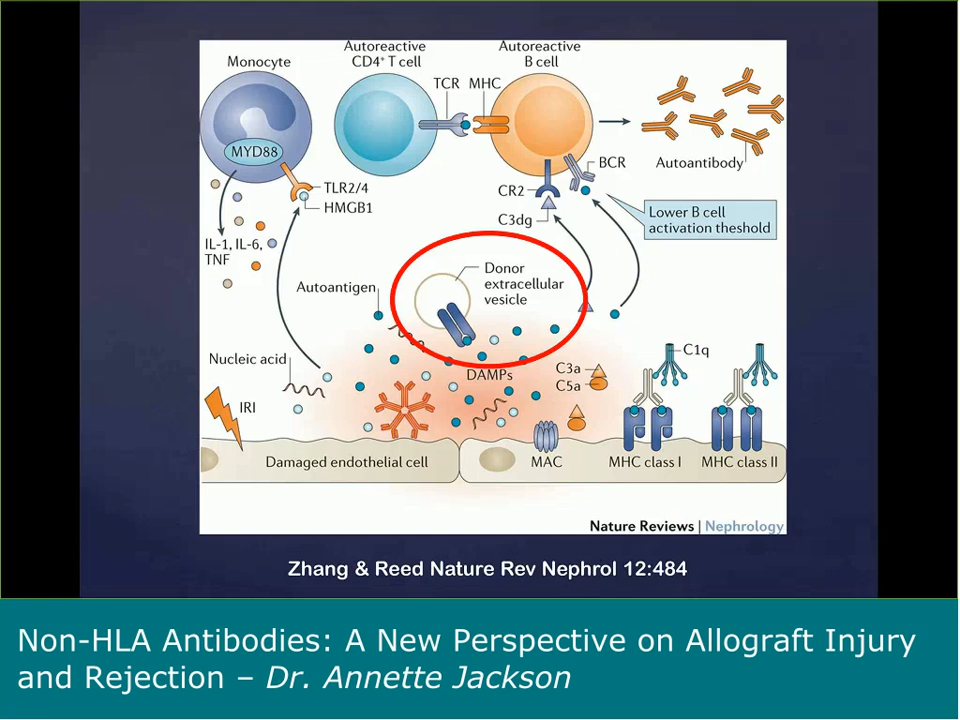 Monocyte
Autoreactive
CD4⁺ T cell
Autoreactive
B cell
TCR
MHC
MYD88
TLR2/4
HMGB1
IL-1, IL-6,
TNF
CR2
C3dg
BCR
Autoantibody
Lower B cell
activation theshold
Autoantigen
Donor
extracellular
vesicle
Nucleic acid
DAMPs
C3a
C5a
C1q
IRI
Damaged endothelial cell
MAC
MHC class I
MHC class II
Nature Reviews | Nephrology
Zhang & Reed Nature Rev Nephrol 12:484
Non-HLA Antibodies: A New Perspective on Allograft Injury
and Rejection – Dr. Annette Jackson